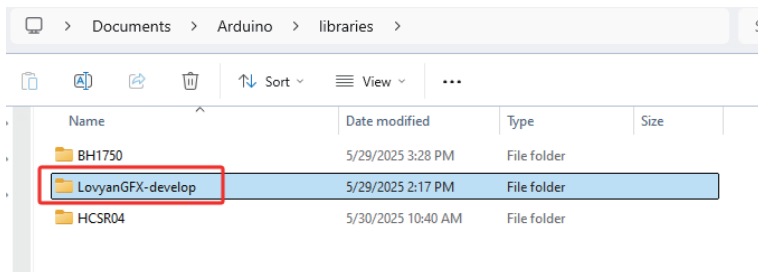 Documents > Arduino > libraries >
Sort View ...
Name Date modified Type Size
BH1750 5/29/2025 3:28 PM File folder
LovyanGFX-develop 5/29/2025 2:17 PM File folder
HCSR04 5/30/2025 10:40 AM File folder